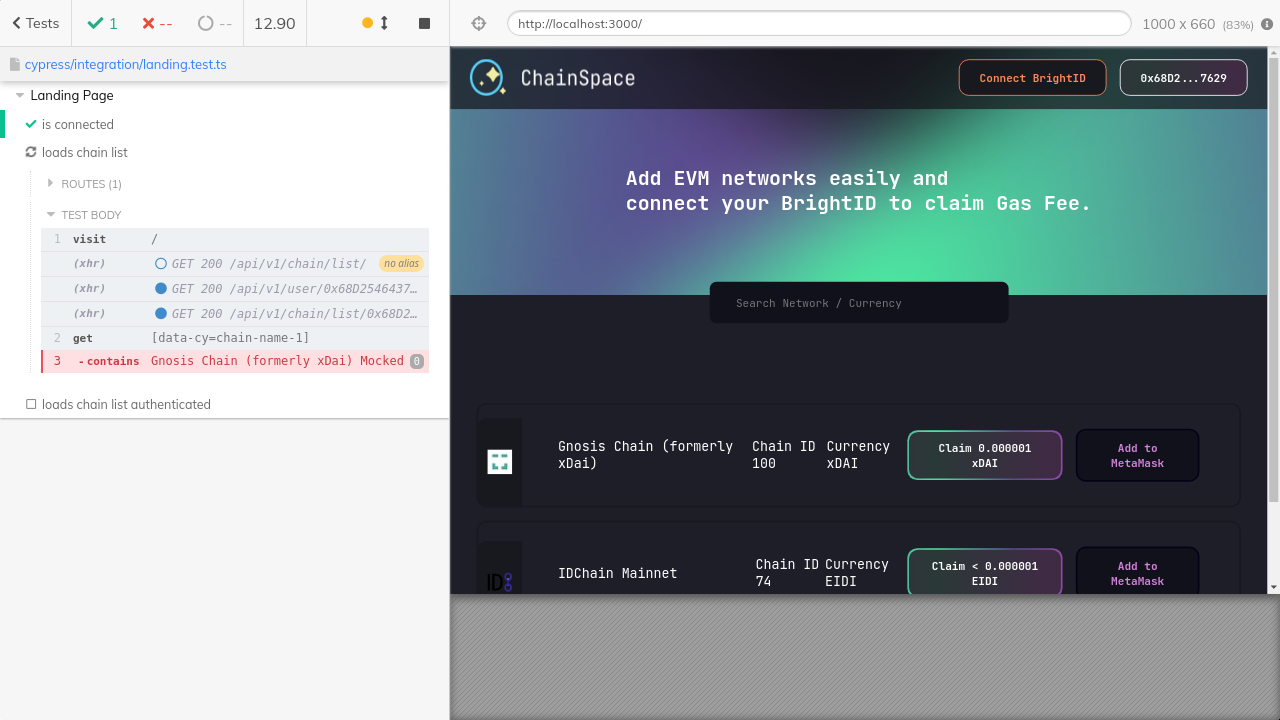 Tests
1
--
--
12.90
http://localhost:3000/
1000 x 660 (83%)
cypress/integration/landing.test.ts
Landing Page
is connected
loads chain list
ROUTES (1)
TEST BODY
1 visit /
(xhr) GET 200 /api/v1/chain/list/ no alias
(xhr) GET 200 /api/v1/user/0x68D2546437…
(xhr) GET 200 /api/v1/chain/list/0x68D2…
2 get [data-cy=chain-name-1]
3 -contains Gnosis Chain (formerly xDai) Mocked 0
loads chain list authenticated
ChainSpace
Connect BrightID
0x68D2...7629
Add EVM networks easily and
connect your BrightID to claim Gas Fee.
Search Network / Currency
Gnosis Chain (formerly
xDai)
Chain ID
100
Currency
xDAI
Claim 0.000001
xDAI
Add to
MetaMask
ID
IDChain Mainnet
Chain ID
74
Currency
EIDI
Claim < 0.000001
EIDI
Add to
MetaMask